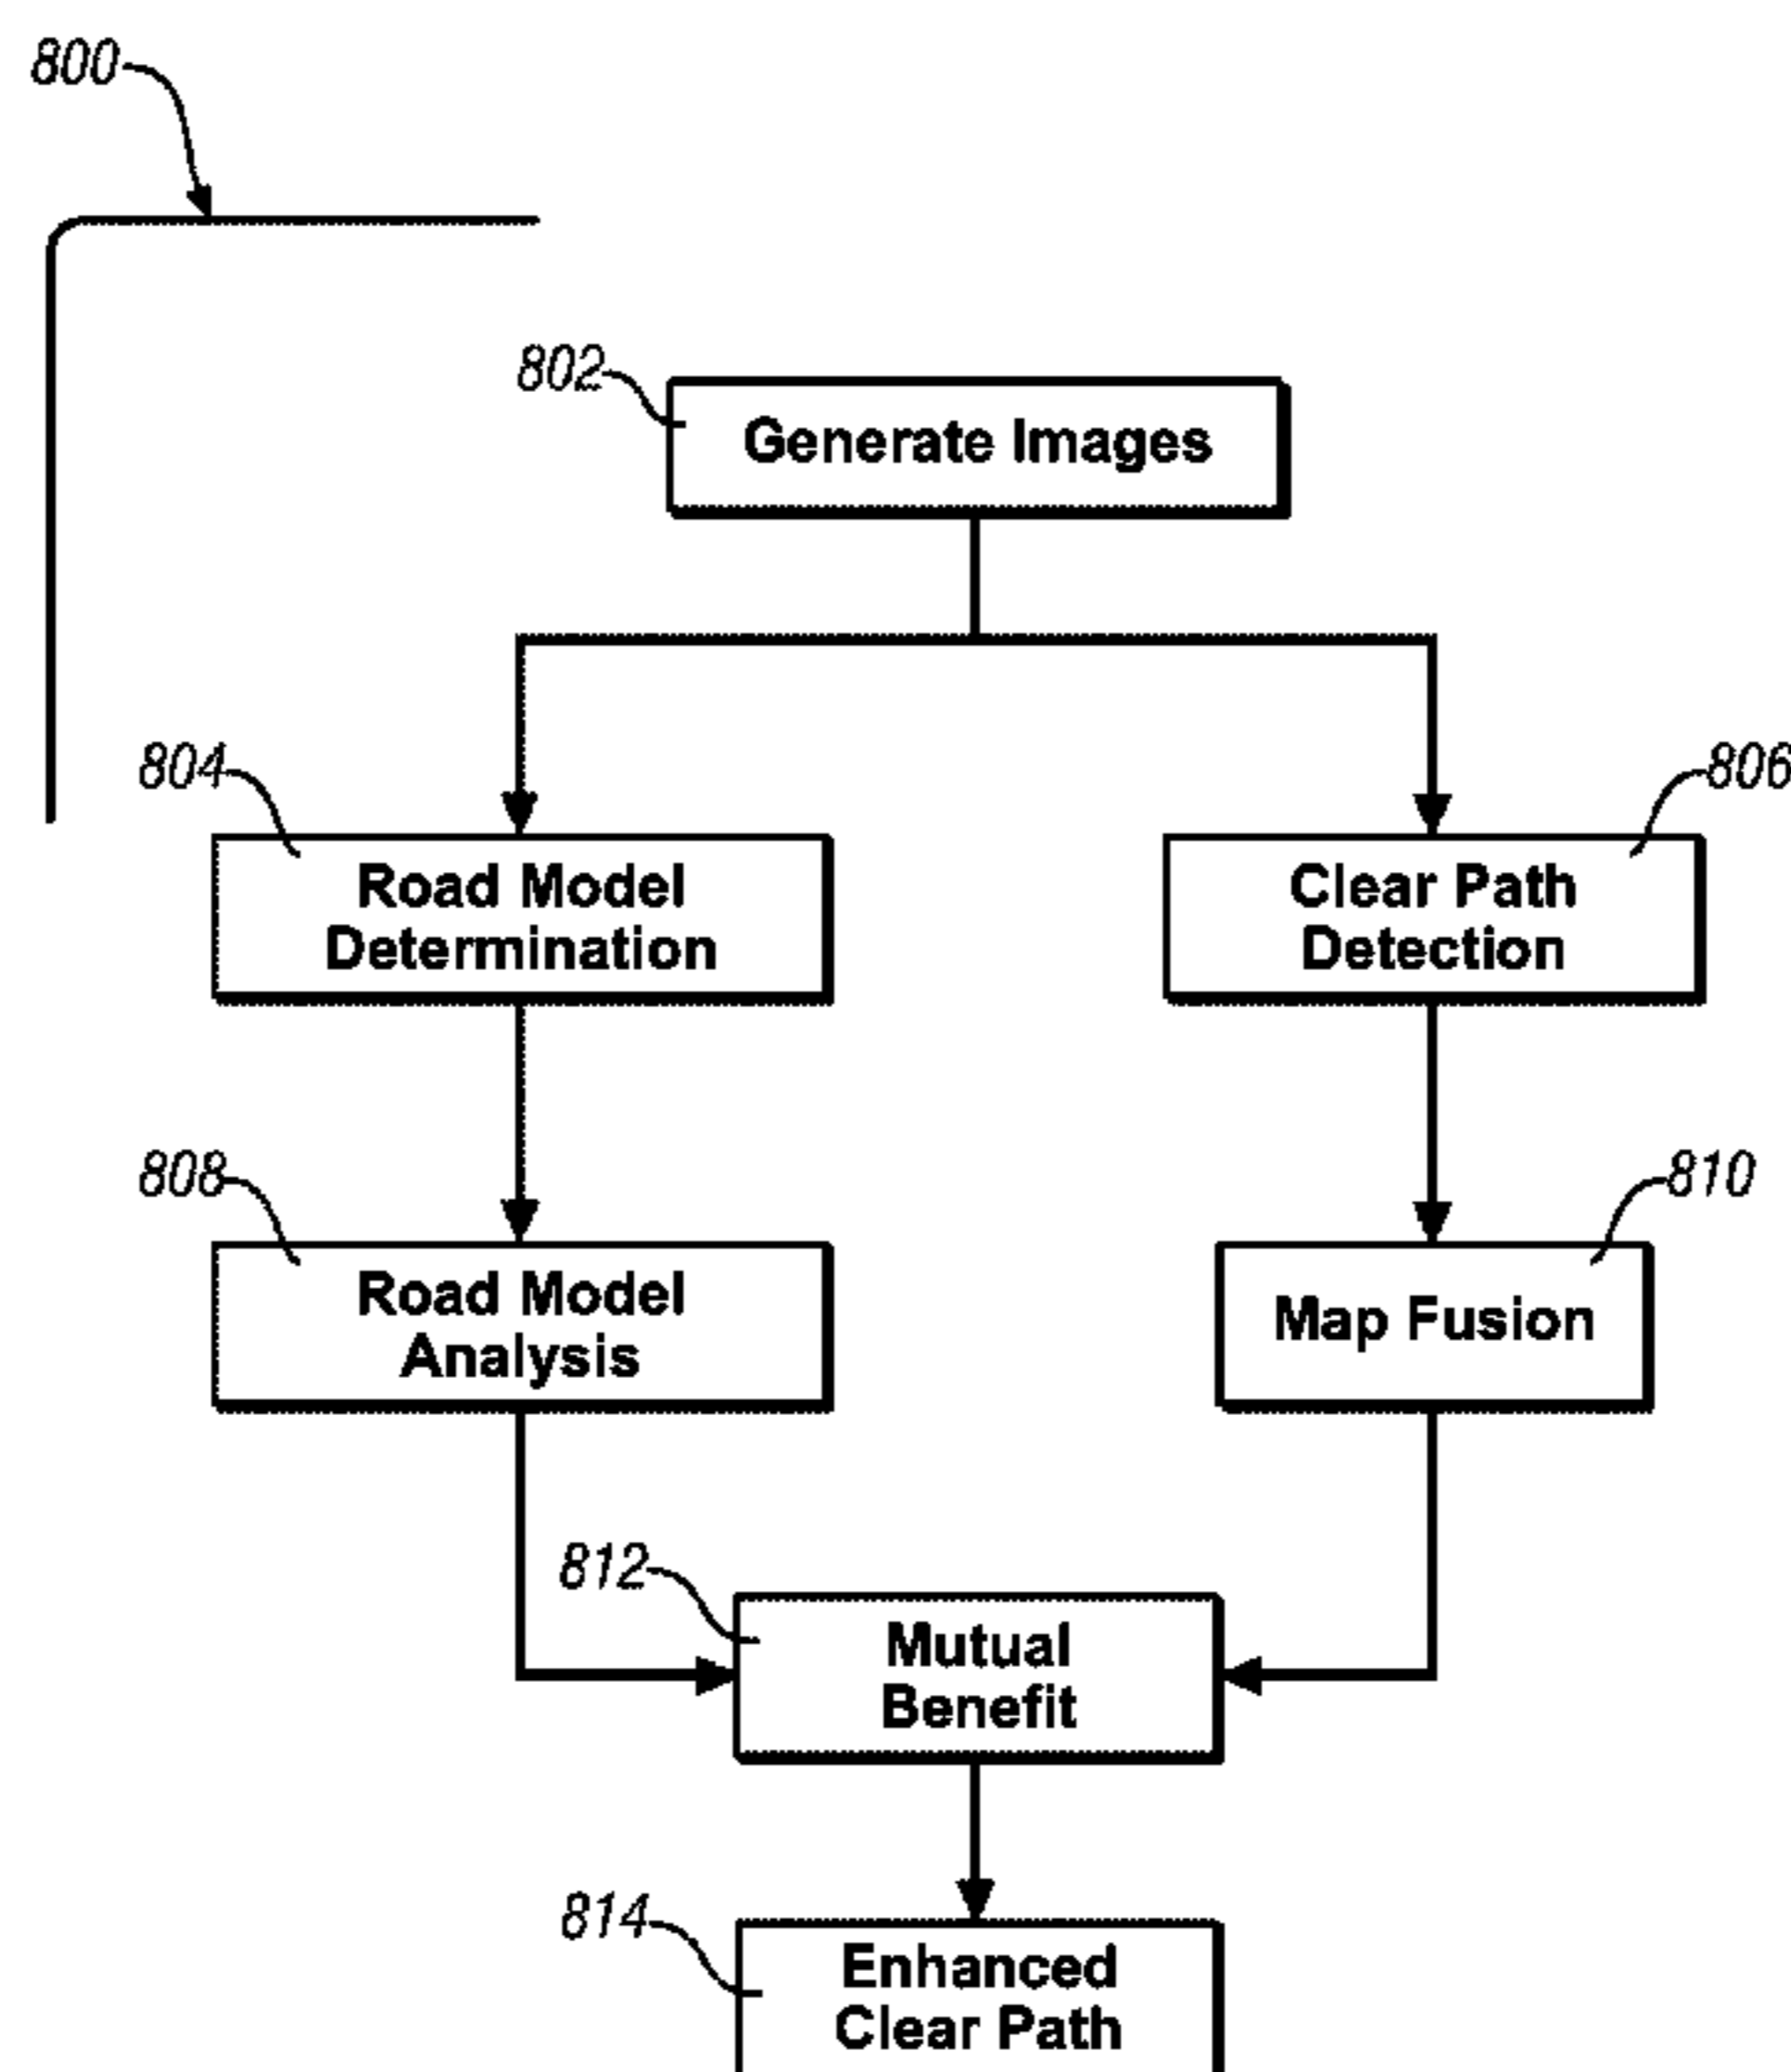 800
802
Generate Images
804
806
Road Model
Determination
Clear Path
Detection
808
810
Road Model
Analysis
Map Fusion
812
Mutual
Benefit
814
Enhanced
Clear Path